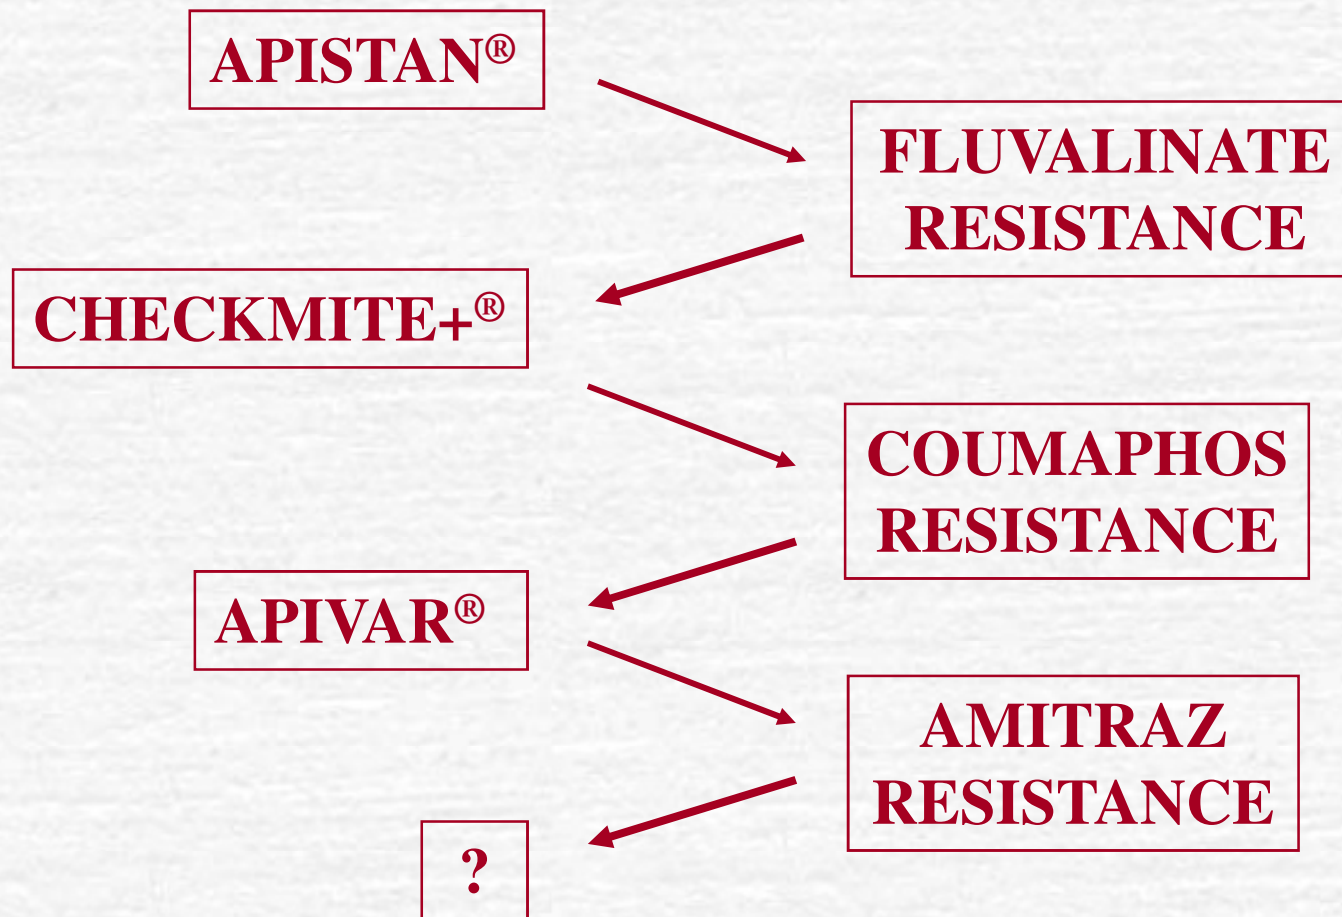 APISTAN®
FLUVALINATE
RESISTANCE
CHECKMITE+®
COUMAPHOS
RESISTANCE
APIVAR®
AMITRAZ
RESISTANCE
?